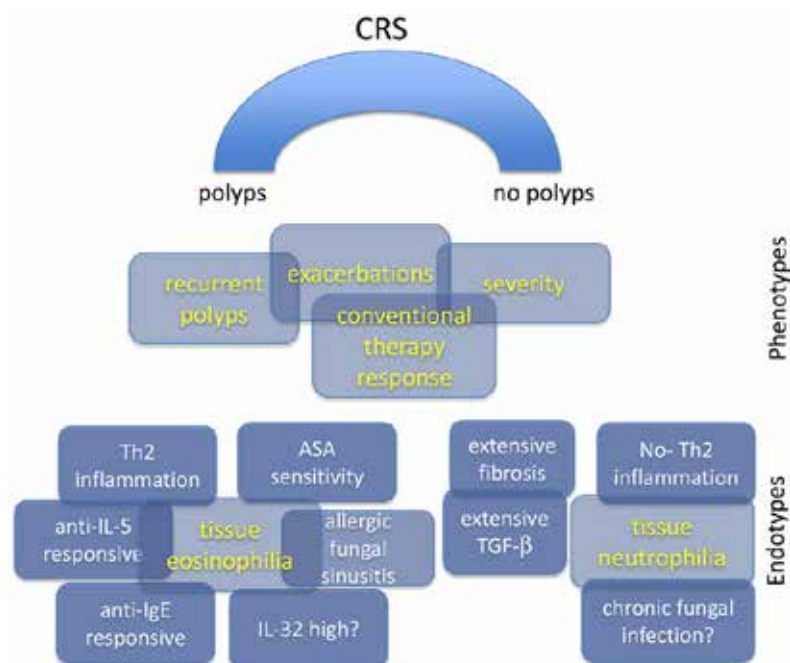 CRS
polyps
no polyps
recurrent
polyps
exacerbations
severity
conventional
therapy
response
Phenotypes
Th2
inflammation
ASA
sensitivity
extensive
fibrosis
No- Th2
inflammation
anti-IL-5
responsive
tissue
eosinophilia
allergic
fungal
sinusitis
extensive
TGF-β
tissue
neutrophilia
anti-IgE
responsive
IL-32 high?
chronic fungal
infection?
Endotypes